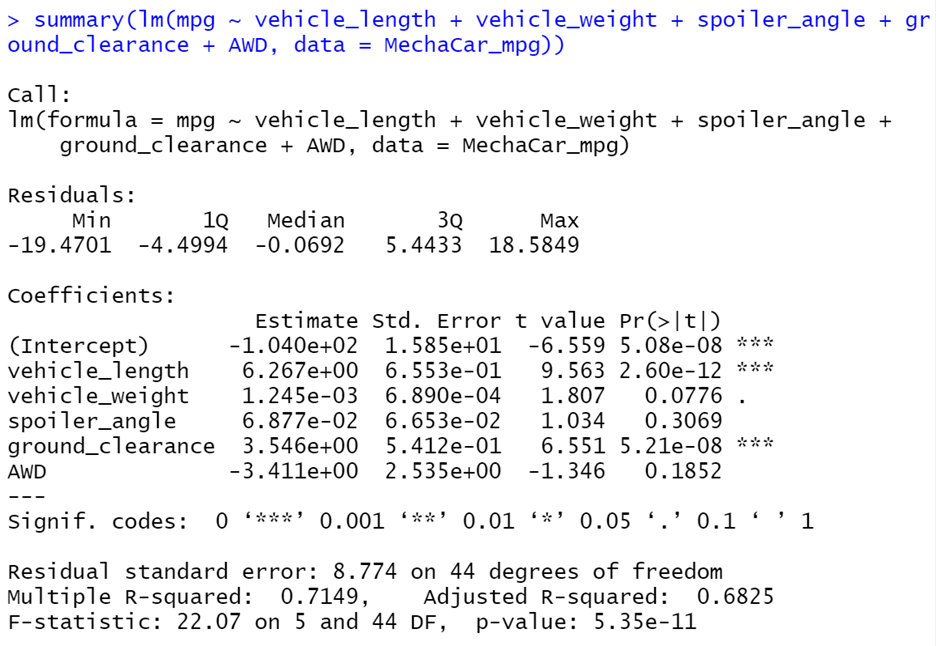 > summary(lm(mpg ~ vehicle_length + vehicle_weight + spoiler_angle + gr
ound_clearance + AWD, data = MechaCar_mpg))

Call:
lm(formula = mpg ~ vehicle_length + vehicle_weight + spoiler_angle +
    ground_clearance + AWD, data = MechaCar_mpg)

Residuals:
     Min       1Q   Median       3Q      Max
-19.4701  -4.4994  -0.0692   5.4433  18.5849

Coefficients:
                   Estimate Std. Error t value Pr(>|t|)
(Intercept)      -1.040e+02  1.585e+01  -6.559 5.08e-08 ***
vehicle_length    6.267e+00  6.553e-01   9.563 2.60e-12 ***
vehicle_weight    1.245e-03  6.890e-04   1.807   0.0776 .
spoiler_angle     6.877e-02  6.653e-02   1.034   0.3069
ground_clearance  3.546e+00  5.412e-01   6.551 5.21e-08 ***
AWD              -3.411e+00  2.535e+00  -1.346   0.1852
---
Signif. codes:  0 ‘***’ 0.001 ‘**’ 0.01 ‘*’ 0.05 ‘.’ 0.1 ‘ ’ 1

Residual standard error: 8.774 on 44 degrees of freedom
Multiple R-squared:  0.7149,    Adjusted R-squared:  0.6825
F-statistic: 22.07 on 5 and 44 DF,  p-value: 5.35e-11